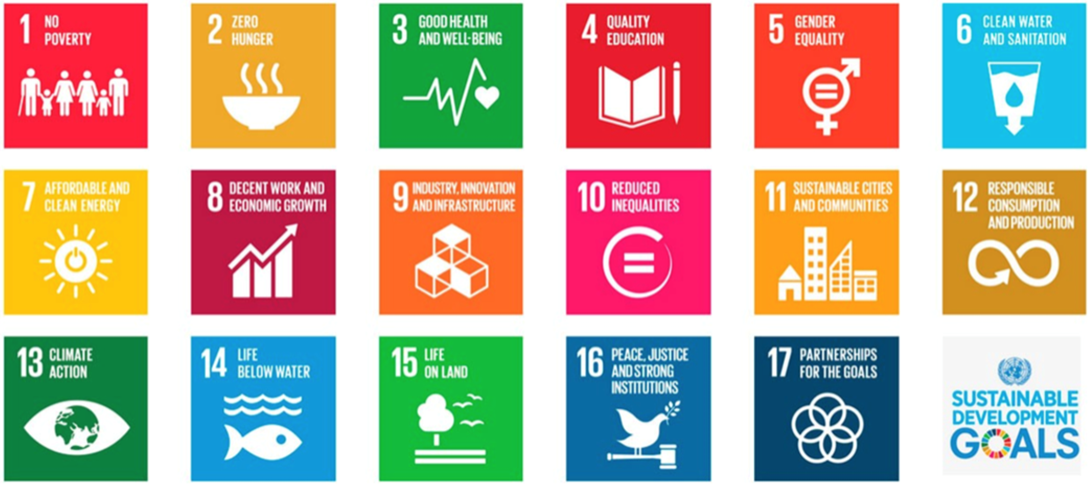 1 NO
POVERTY
2 ZERO
HUNGER
3 GOOD HEALTH
AND WELL-BEING
4 QUALITY
EDUCATION
5 GENDER
EQUALITY
6 CLEAN WATER
AND SANITATION
7 AFFORDABLE AND
CLEAN ENERGY
8 DECENT WORK AND
ECONOMIC GROWTH
9 INDUSTRY, INNOVATION
AND INFRASTRUCTURE
10 REDUCED
INEQUALITIES
11 SUSTAINABLE CITIES
AND COMMUNITIES
12 RESPONSIBLE
CONSUMPTION
AND PRODUCTION
13 CLIMATE
ACTION
14 LIFE
BELOW WATER
15 LIFE
ON LAND
16 PEACE, JUSTICE
AND STRONG
INSTITUTIONS
17 PARTNERSHIPS
FOR THE GOALS
SUSTAINABLE
DEVELOPMENT
GOALS